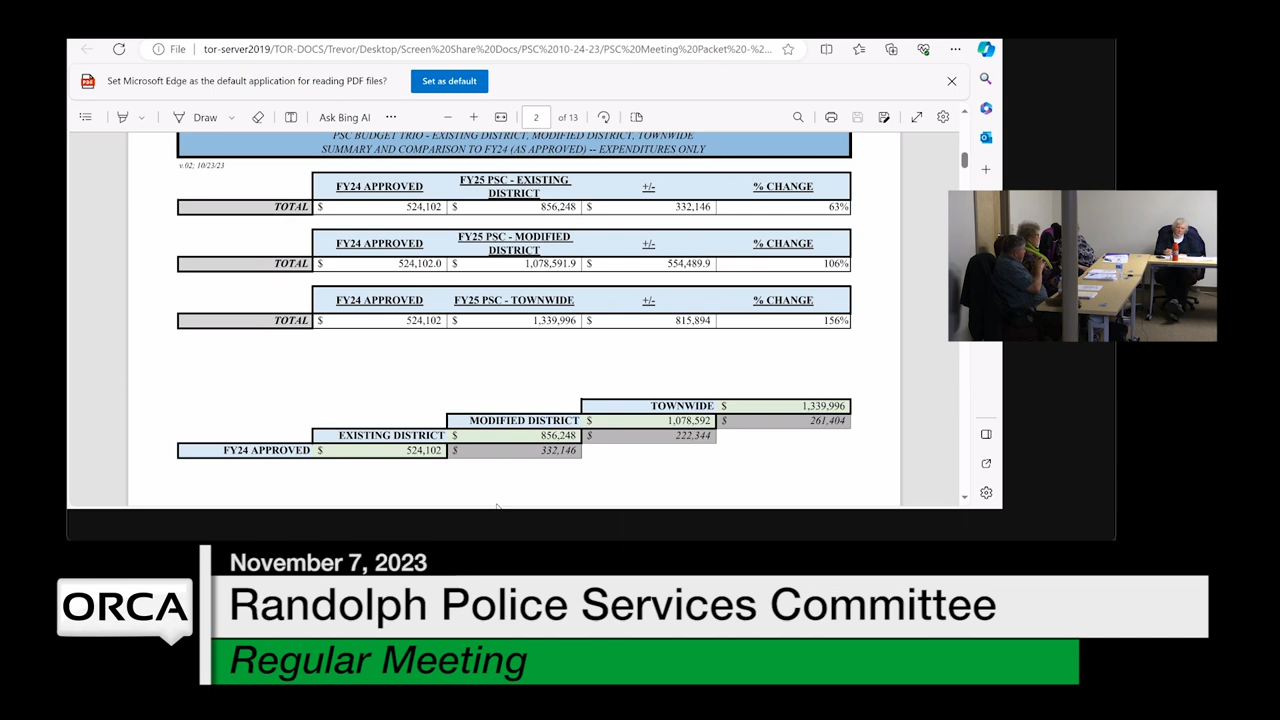 File tor-server2019/TOR-DOCS/Trevor/Desktop/Screen%20Share%20Docs/PSC%2010-24-23/PSC%20Meeting%20Packet%20-%2...
Set Microsoft Edge as the default application for reading PDF files? Set as default
Draw Ask Bing AI 2 of 13
PSC BUDGET TRIO - EXISTING DISTRICT, MODIFIED DISTRICT, TOWNWIDE
SUMMARY AND COMPARISON TO FY24 (AS APPROVED) -- EXPENDITURES ONLY
v.02; 10/23/23
FY24 APPROVED FY25 PSC - EXISTING DISTRICT +/- % CHANGE
TOTAL $ 524,102 $ 856,248 $ 332,146 63%
FY24 APPROVED FY25 PSC - MODIFIED DISTRICT +/- % CHANGE
TOTAL $ 524,102.0 $ 1,078,591.9 $ 554,489.9 106%
FY24 APPROVED FY25 PSC - TOWNWIDE +/- % CHANGE
TOTAL $ 524,102 $ 1,339,996 $ 815,894 156%
TOWNWIDE $ 1,339,996
MODIFIED DISTRICT $ 1,078,592 $ 261,404
EXISTING DISTRICT $ 856,248 $ 222,344
FY24 APPROVED $ 524,102 $ 332,146
November 7, 2023
ORCA
Randolph Police Services Committee
Regular Meeting